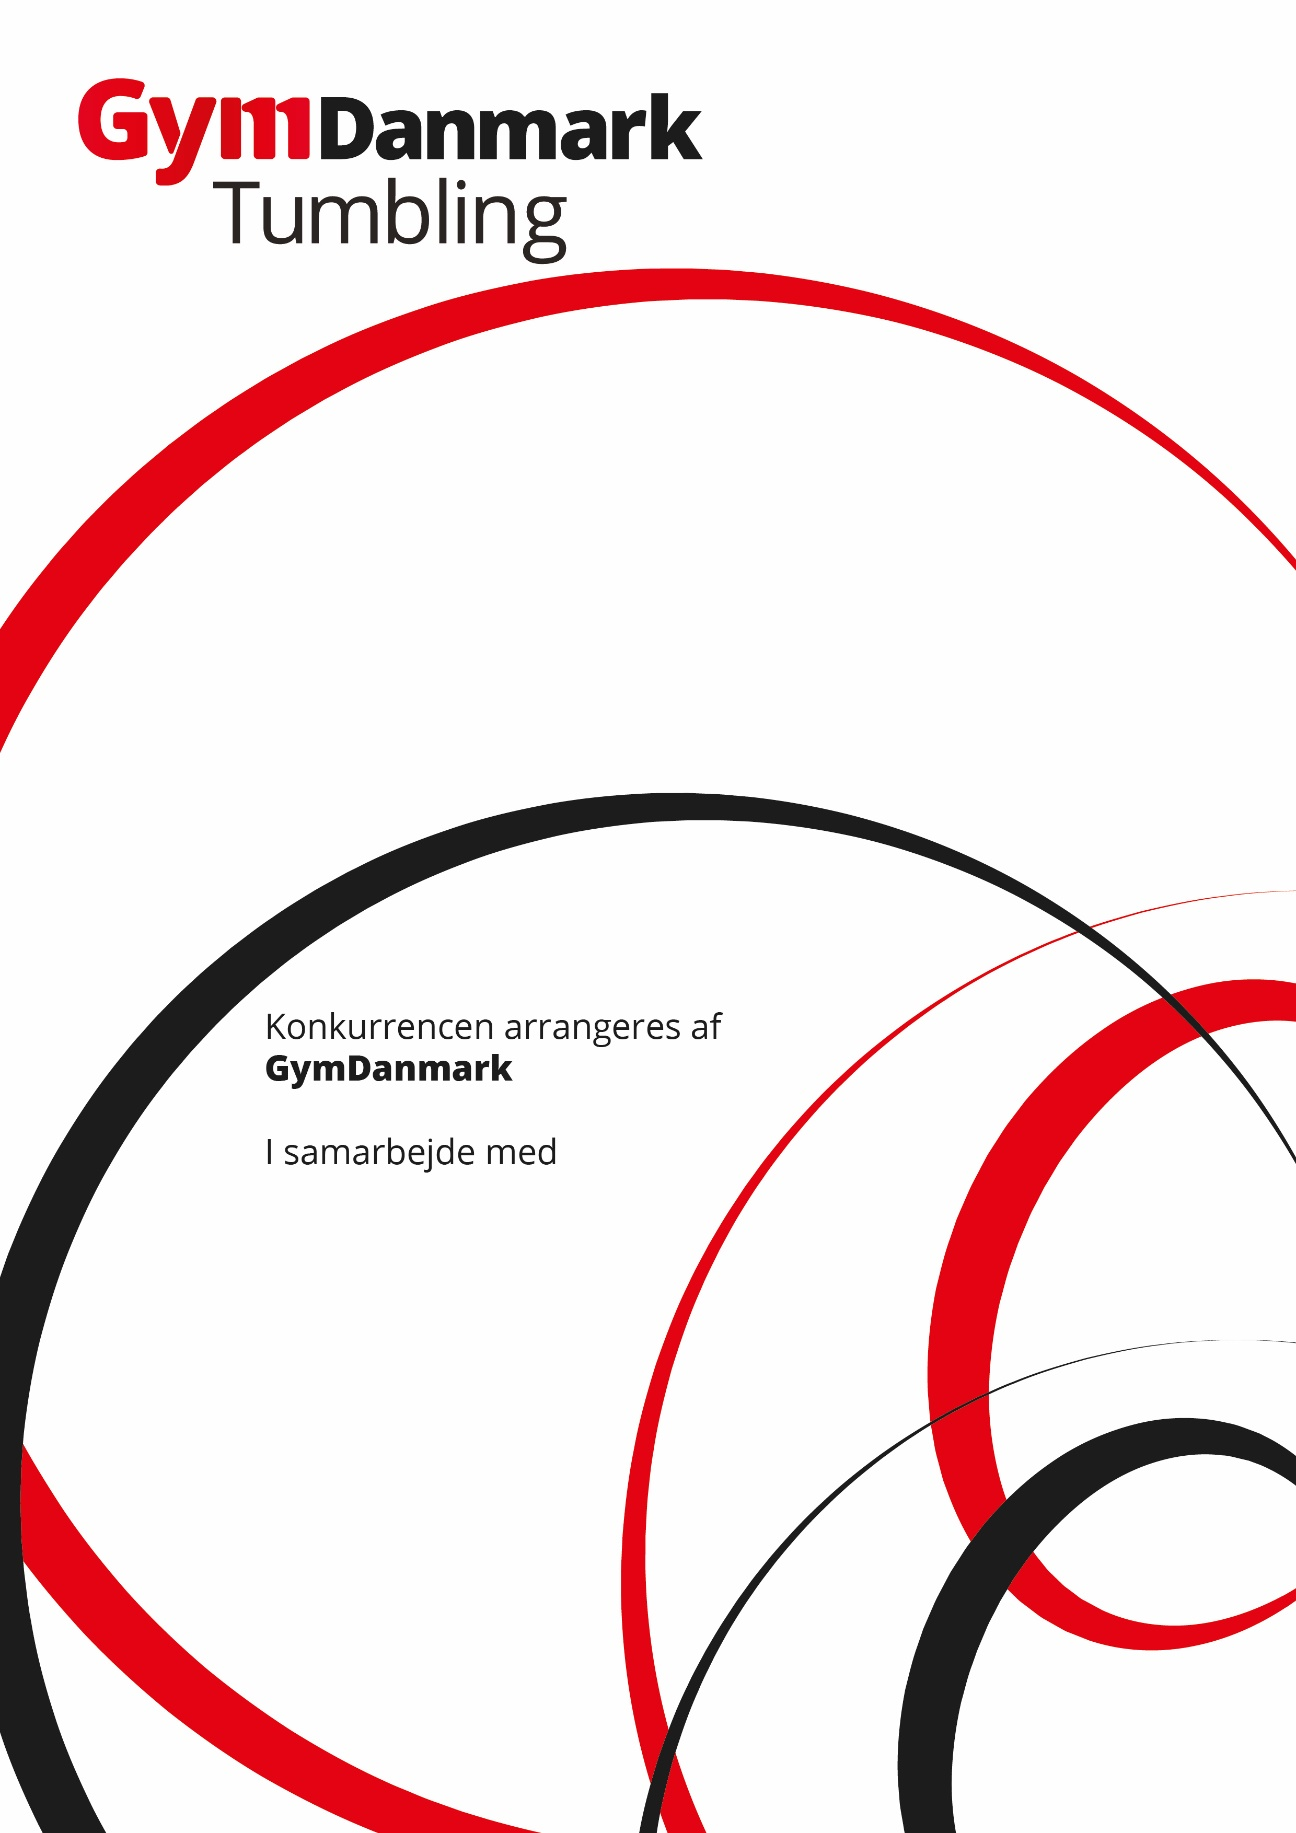 GymDanmark
Tumbling
Konkurrencen arrangeres af
GymDanmark
I samarbejde med